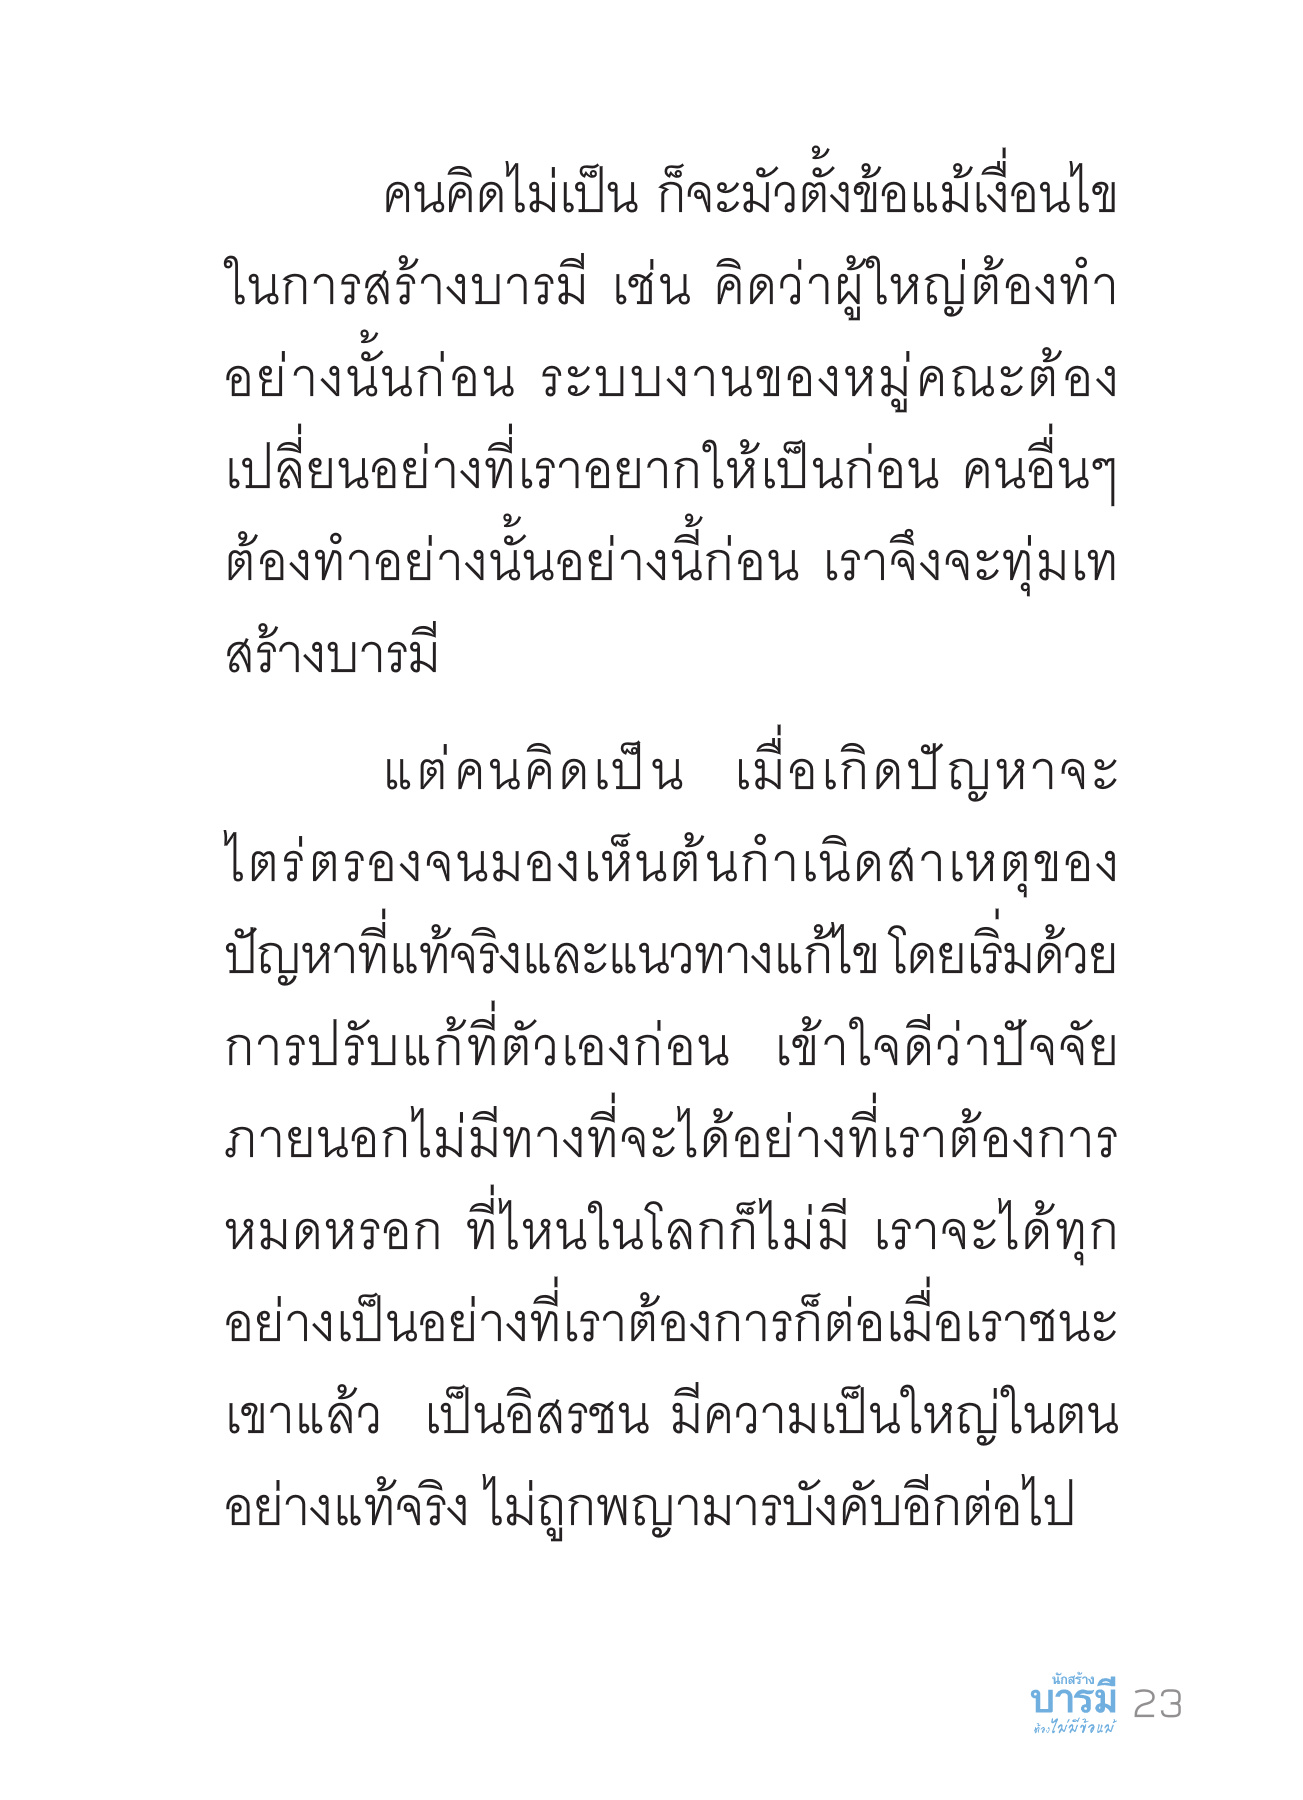 คนคิดไม่เป็น ก็จะมัวตั้งข้อแม้เงื่อนไข
ในการสร้างบารมี เช่น คิดว่าผู้ใหญ่ต้องทำ
อย่างนั้นก่อน ระบบงานของหมู่คณะต้อง
เปลี่ยนอย่างที่เราอยากให้เป็นก่อน คนอื่นๆ
ต้องทำอย่างนั้นอย่างนี้ก่อน เราจึงจะทุ่มเท
สร้างบารมี
แต่คนคิดเป็น เมื่อเกิดปัญหาจะ
ไตร่ตรองจนมองเห็นต้นกำเนิดสาเหตุของ
ปัญหาที่แท้จริงและแนวทางแก้ไข โดยเริ่มด้วย
การปรับแก้ที่ตัวเองก่อน เข้าใจดีว่าปัจจัย
ภายนอกไม่มีทางที่จะได้อย่างที่เราต้องการ
หมดหรอก ที่ไหนในโลกก็ไม่มี เราจะได้ทุก
อย่างเป็นอย่างที่เราต้องการก็ต่อเมื่อเราชนะ
เขาแล้ว เป็นอิสรชน มีความเป็นใหญ่ในตน
อย่างแท้จริง ไม่ถูกพญามารบังคับอีกต่อไป
นักสร้าง
บารมี 23
ต้องไม่มีข้อแม้